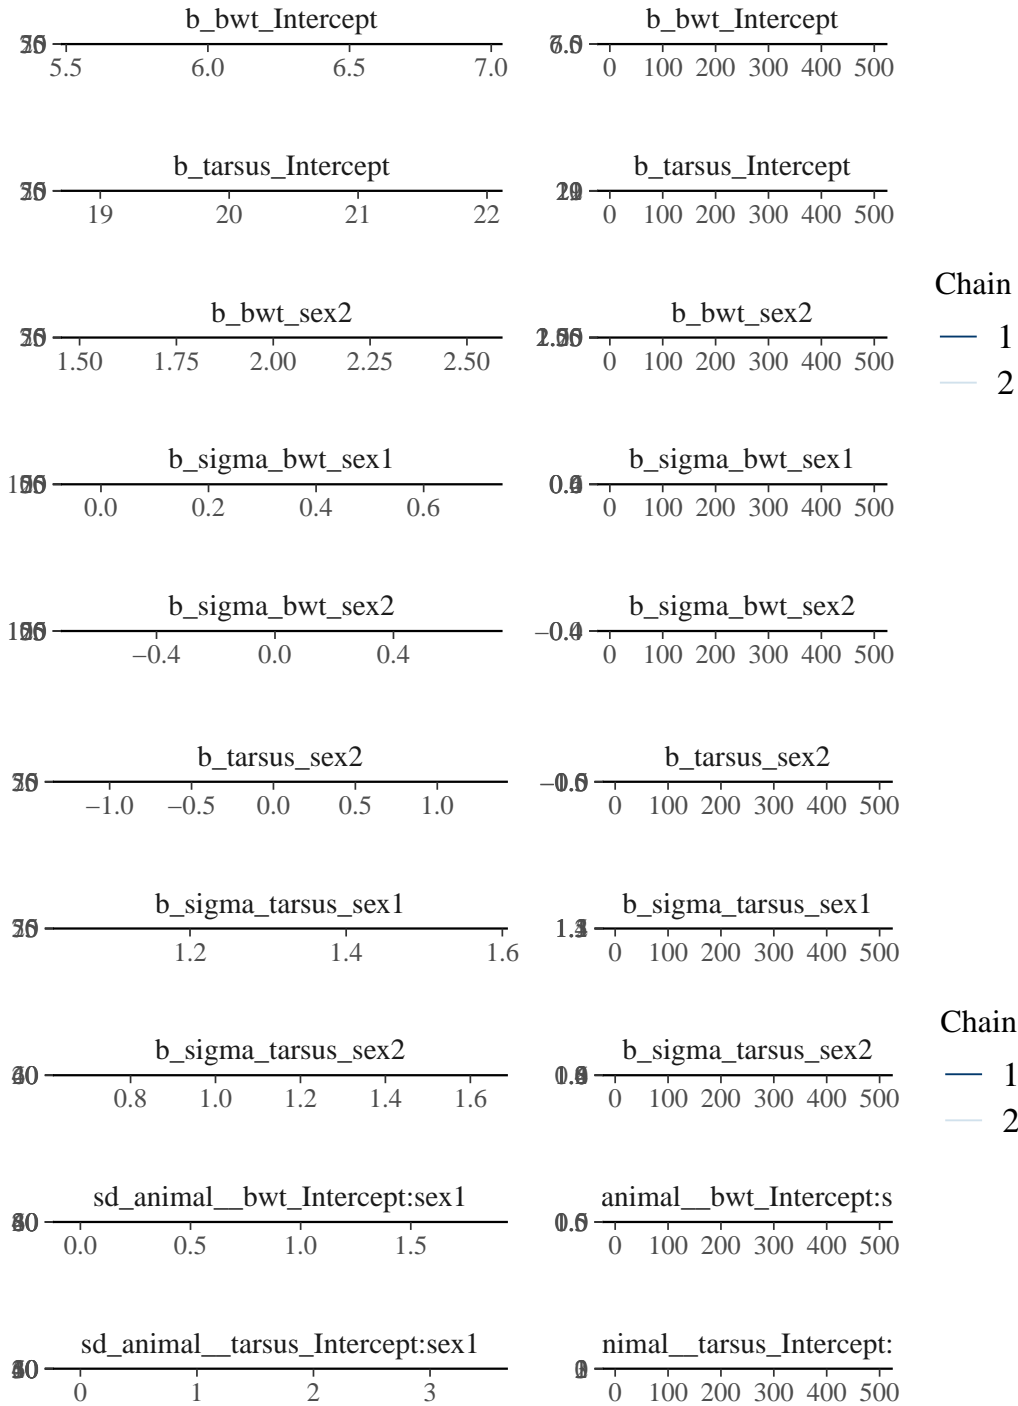 b_bwt_Intercept
5.5 6.0 6.5 7.0
b_bwt_Intercept
0 100 200 300 400 500
b_tarsus_Intercept
19 20 21 22
b_tarsus_Intercept
0 100 200 300 400 500
b_bwt_sex2
1.50 1.75 2.00 2.25 2.50
b_bwt_sex2
0 100 200 300 400 500
Chain
1
2
b_sigma_bwt_sex1
0.0 0.2 0.4 0.6
b_sigma_bwt_sex1
0 100 200 300 400 500
b_sigma_bwt_sex2
−0.4 0.0 0.4
b_sigma_bwt_sex2
0 100 200 300 400 500
b_tarsus_sex2
−1.0 −0.5 0.0 0.5 1.0
b_tarsus_sex2
0 100 200 300 400 500
b_sigma_tarsus_sex1
1.2 1.4 1.6
b_sigma_tarsus_sex1
0 100 200 300 400 500
b_sigma_tarsus_sex2
0.8 1.0 1.2 1.4 1.6
b_sigma_tarsus_sex2
0 100 200 300 400 500
Chain
1
2
sd_animal__bwt_Intercept:sex1
0.0 0.5 1.0 1.5
animal__bwt_Intercept:s
0 100 200 300 400 500
sd_animal__tarsus_Intercept:sex1
0 1 2 3
nimal__tarsus_Intercept:
0 100 200 300 400 500